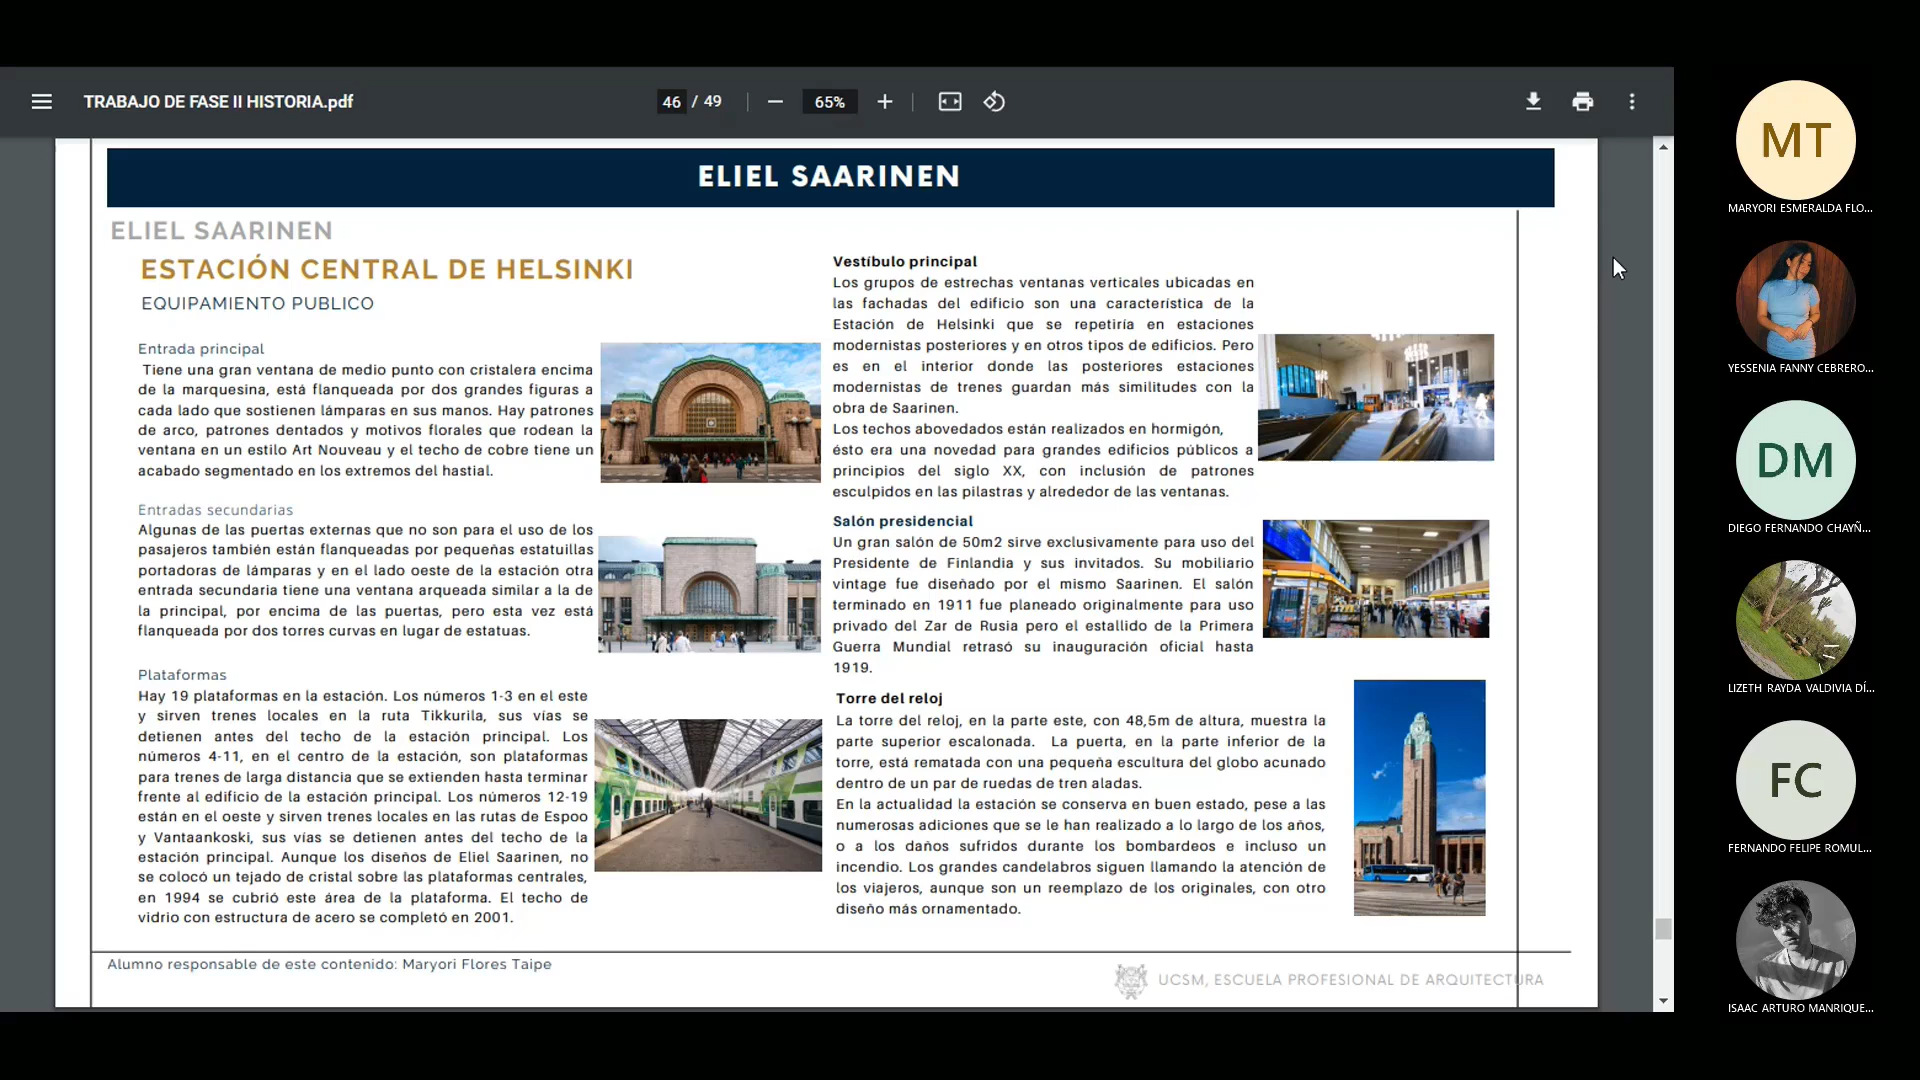 TRABAJO DE FASE II HISTORIA.pdf
46 / 49
65%
ELIEL SAARINEN
ELIEL SAARINEN
ESTACIÓN CENTRAL DE HELSINKI
EQUIPAMIENTO PUBLICO
Entrada principal
Tiene una gran ventana de medio punto con cristalera encima
de la marquesina, está flanqueada por dos grandes figuras a
cada lado que sostienen lámparas en sus manos. Hay patrones
de arco, patrones dentados y motivos florales que rodean la
ventana en un estilo Art Nouveau y el techo de cobre tiene un
acabado segmentado en los extremos del hastial.
Entradas secundarias
Algunas de las puertas externas que no son para el uso de los
pasajeros también están flanqueadas por pequeñas estatuillas
portadoras de lámparas y en el lado oeste de la estación otra
entrada secundaria tiene una ventana arqueada similar a la de
la principal, por encima de las puertas, pero esta vez está
flanqueada por dos torres curvas en lugar de estatuas.
Plataformas
Hay 19 plataformas en la estación. Los números 1-3 en el este
y sirven trenes locales en la ruta Tikkurila, sus vías se
detienen antes del techo de la estación principal. Los
números 4-11, en el centro de la estación, son plataformas
para trenes de larga distancia que se extienden hasta terminar
frente al edificio de la estación principal. Los números 12-19
están en el oeste y sirven trenes locales en las rutas de Espoo
y Vantaankoski, sus vías se detienen antes del techo de la
estación principal. Aunque los diseños de Eliel Saarinen, no
se colocó un tejado de cristal sobre las plataformas centrales,
en 1994 se cubrió este área de la plataforma. El techo de
vidrio con estructura de acero se completó en 2001.
Vestíbulo principal
Los grupos de estrechas ventanas verticales ubicadas en
las fachadas del edificio son una característica de la
Estación de Helsinki que se repetiría en estaciones
modernistas posteriores y en otros tipos de edificios. Pero
es en el interior donde las posteriores estaciones
modernistas de trenes guardan más similitudes con la
obra de Saarinen.
Los techos abovedados están realizados en hormigón,
ésto era una novedad para grandes edificios públicos a
principios del siglo XX, con inclusión de patrones
esculpidos en las pilastras y alrededor de las ventanas.
Salón presidencial
Un gran salón de 50m2 sirve exclusivamente para uso del
Presidente de Finlandia y sus invitados. Su mobiliario
vintage fue diseñado por el mismo Saarinen. El salón
terminado en 1911 fue planeado originalmente para uso
privado del Zar de Rusia pero el estallido de la Primera
Guerra Mundial retrasó su inauguración oficial hasta
1919.
Torre del reloj
La torre del reloj, en la parte este, con 48,5m de altura, muestra la
parte superior escalonada. La puerta, en la parte inferior de la
torre, está rematada con una pequeña escultura del globo acunado
dentro de un par de ruedas de tren aladas.
En la actualidad la estación se conserva en buen estado, pese a las
numerosas adiciones que se le han realizado a lo largo de los años,
o a los daños sufridos durante los bombardeos e incluso un
incendio. Los grandes candelabros siguen llamando la atención de
los viajeros, aunque son un reemplazo de los originales, con otro
diseño más ornamentado.
Alumno responsable de este contenido: Maryori Flores Taipe
UCSM, ESCUELA PROFESIONAL DE ARQUITECTURA
MT
MARYORI ESMERALDA FLO...
YESSENIA FANNY CEBRERO...
DM
DIEGO FERNANDO CHAYÑ...
LIZETH RAYDA VALDIVIA DÍ...
FC
FERNANDO FELIPE ROMUL...
ISAAC ARTURO MANRIQUE...